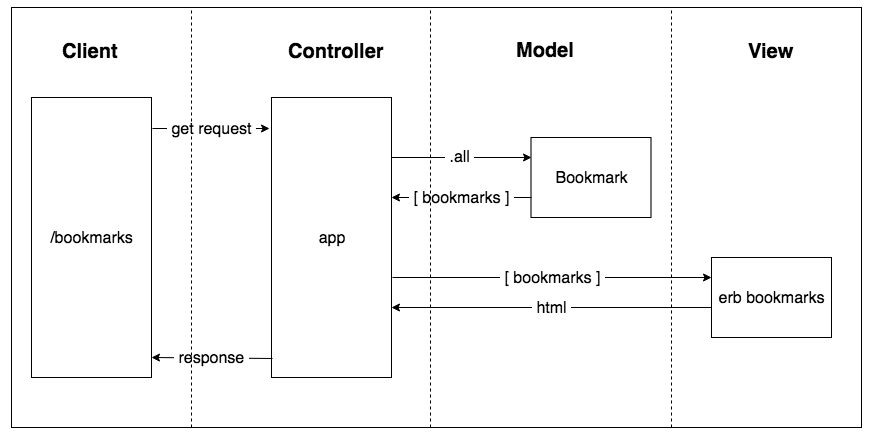 Client
Controller
Model
View
get request
.all
Bookmark
[ bookmarks ]
/bookmarks
app
[ bookmarks ]
erb bookmarks
html
response